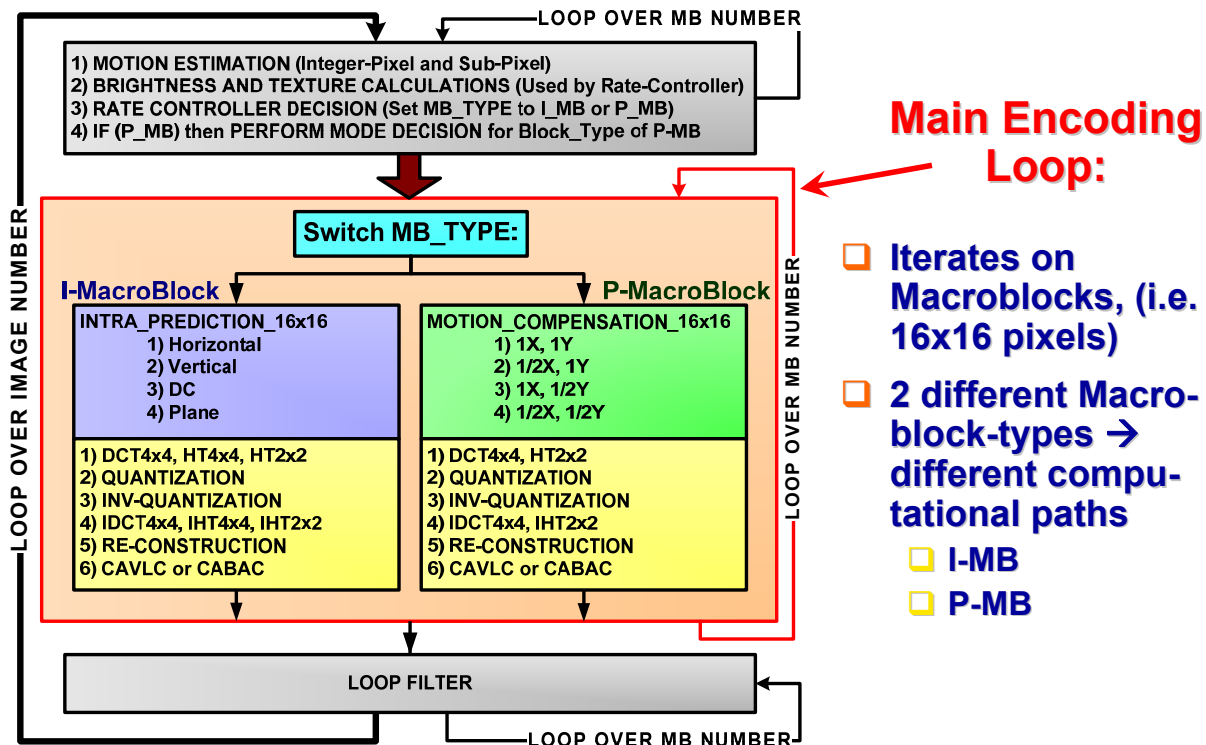 LOOP OVER MB NUMBER
1) MOTION ESTIMATION (Integer-Pixel and Sub-Pixel)
2) BRIGHTNESS AND TEXTURE CALCULATIONS (Used by Rate-Controller)
3) RATE CONTROLLER DECISION (Set MB_TYPE to I_MB or P_MB)
4) IF (P_MB) then PERFORM MODE DECISION for Block_Type of P-MB
LOOP OVER IMAGE NUMBER
Switch MB_TYPE:
I-MacroBlock
INTRA_PREDICTION_16x16
1) Horizontal
2) Vertical
3) DC
4) Plane
1) DCT4x4, HT4x4, HT2x2
2) QUANTIZATION
3) INV-QUANTIZATION
4) IDCT4x4, IHT4x4, IHT2x2
5) RE-CONSTRUCTION
6) CAVLC or CABAC
P-MacroBlock
MOTION_COMPENSATION_16x16
1) 1X, 1Y
2) 1/2X, 1Y
3) 1X, 1/2Y
4) 1/2X, 1/2Y
1) DCT4x4, HT2x2
2) QUANTIZATION
3) INV-QUANTIZATION
4) IDCT4x4, IHT2x2
5) RE-CONSTRUCTION
6) CAVLC or CABAC
LOOP OVER MB NUMBER
LOOP FILTER
LOOP OVER MB NUMBER
Main Encoding
Loop:
Iterates on
Macroblocks, (i.e.
16x16 pixels)
2 different Macro-
block-types →
different compu-
tational paths
I-MB
P-MB